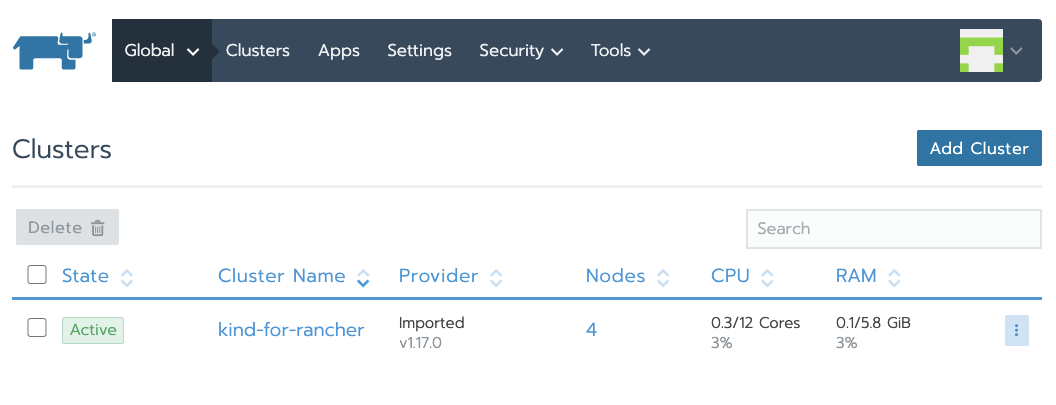 Global Clusters Apps Settings Security Tools
Clusters
Add Cluster
Delete
Search
State Cluster Name Provider Nodes CPU RAM
Active kind-for-rancher Imported 4 0.3/12 Cores 0.1/5.8 GiB
v1.17.0 3% 3%